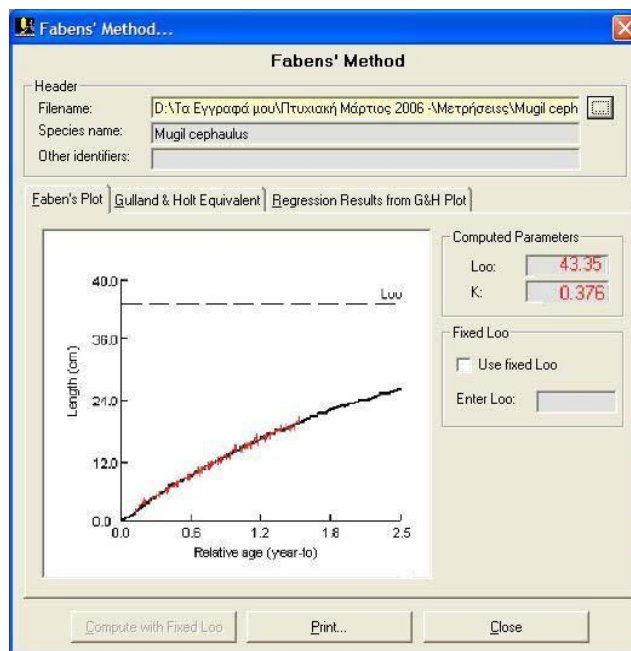 Fabens' Method...
Fabens' Method
Header
Filename: D:\Τα Εγγραφά μου\Πτυχιακή Μάρτιος 2006 -\Μετρήσειςς\Mugil ceph ...
Species name: Mugil cephaulus
Other identifiers:
Faben's Plot Gulland & Holt Equivalent Regression Results from G&H Plot
Computed Parameters
Loo: 43.35
K: 0.376
Fixed Loo
Use fixed Loo
Enter Loo:
40.0
Loo
36.0
Length (cm)
24.0
12.0
0.0
0.0 0.6 1.2 1.8 2.5
Relative age (year-to)
Compute with Fixed Loo Print... Close